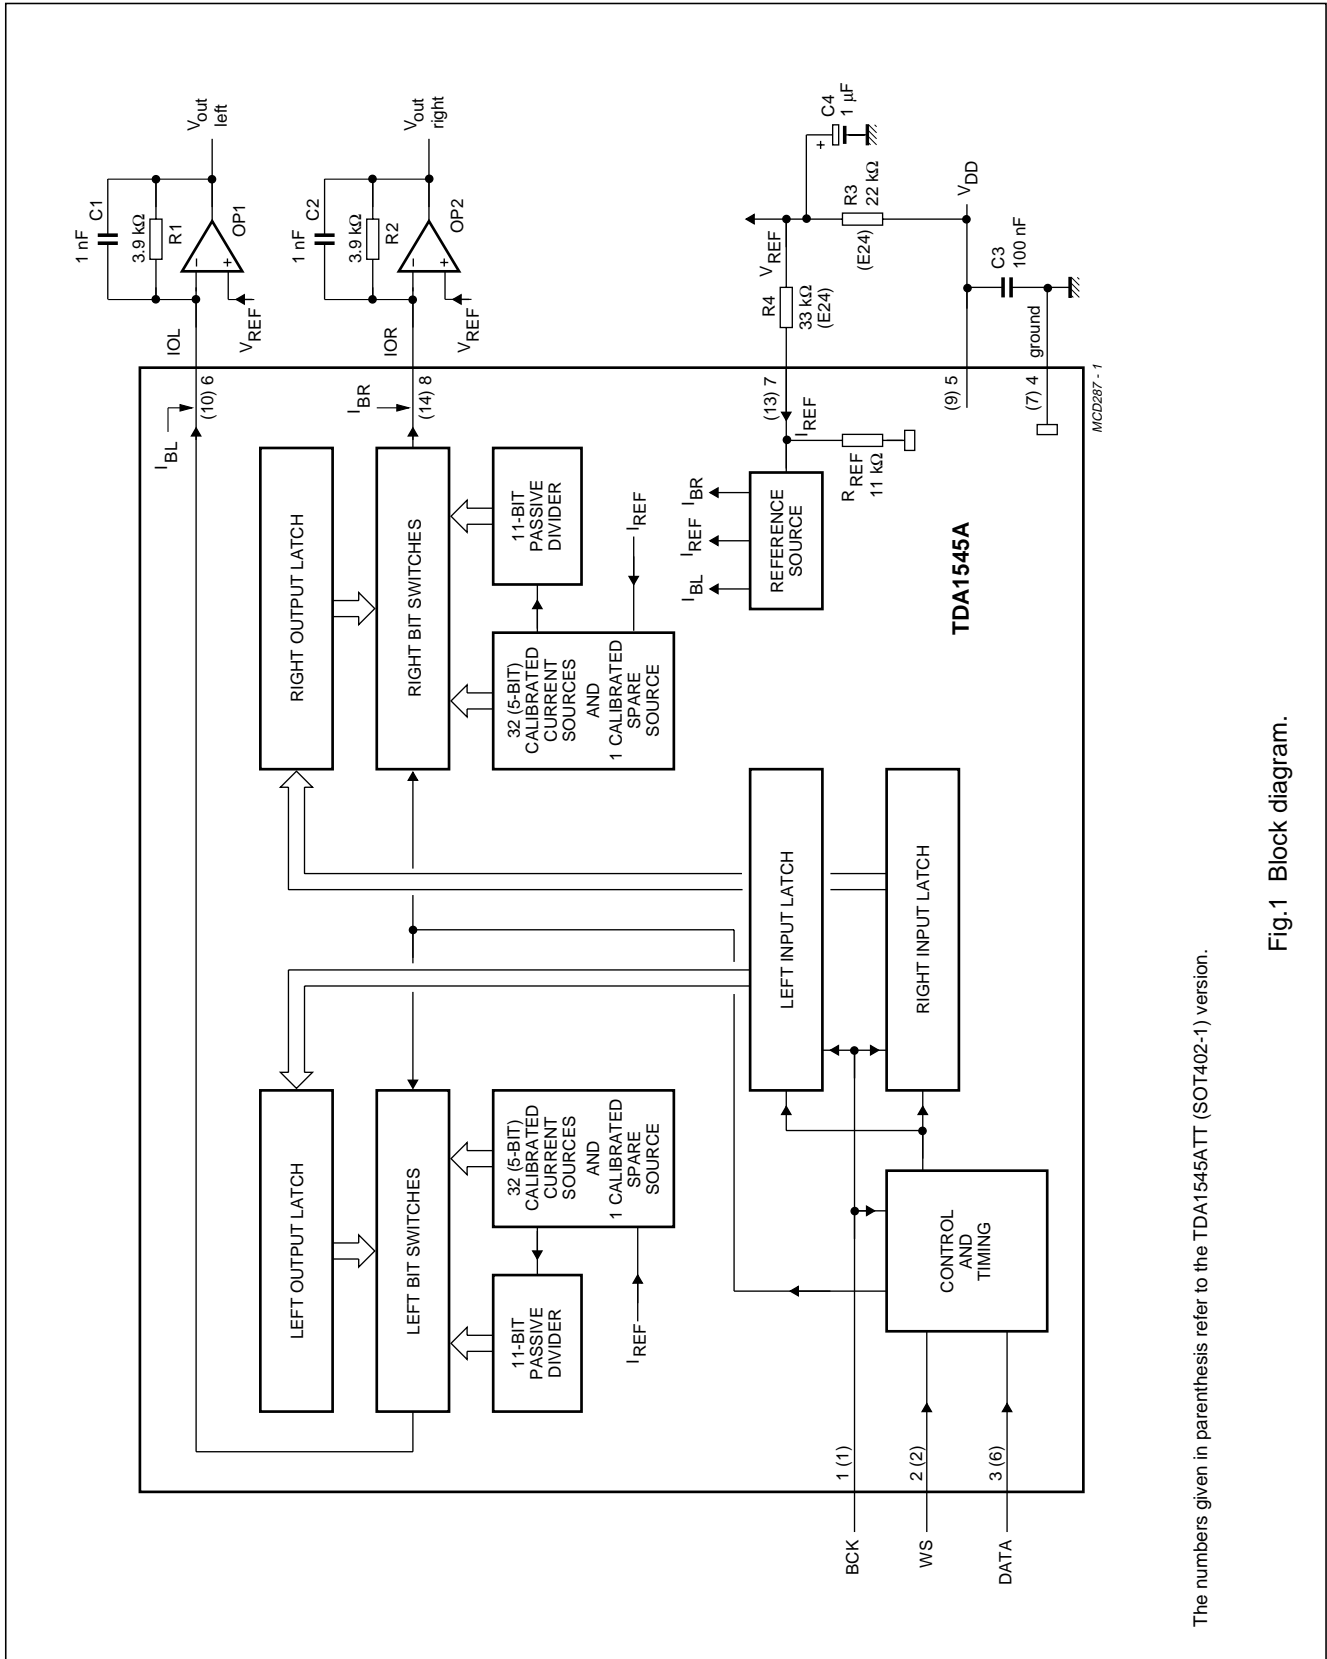 1 nF C1
3.9 kΩ
R1
OP1
V_out
left
IOL
V_REF
I_BL
(10) 6
1 nF C2
3.9 kΩ
R2
OP2
V_out
right
IOR
V_REF
I_BR
(14) 8
LEFT OUTPUT LATCH
RIGHT OUTPUT LATCH
LEFT BIT SWITCHES
RIGHT BIT SWITCHES
11-BIT
PASSIVE
DIVIDER
32 (5-BIT)
CALIBRATED
CURRENT
SOURCES
AND
1 CALIBRATED
SPARE
SOURCE
I_REF
32 (5-BIT)
CALIBRATED
CURRENT
SOURCES
AND
1 CALIBRATED
SPARE
SOURCE
11-BIT
PASSIVE
DIVIDER
I_REF
I_BL
I_REF
I_BR
REFERENCE
SOURCE
(13) 7
I_REF
R_REF
11 kΩ
R4
33 kΩ
(E24)
V_REF
+
C4
1 μF
R3
22 kΩ
(E24)
V_DD
C3
100 nF
(9) 5
(7) 4
ground
TDA1545A
LEFT INPUT LATCH
RIGHT INPUT LATCH
CONTROL
AND
TIMING
BCK
1 (1)
WS
2 (2)
DATA
3 (6)
MCD287 - 1
The numbers given in parenthesis refer to the TDA1545ATT (SOT402-1) version.
Fig.1 Block diagram.